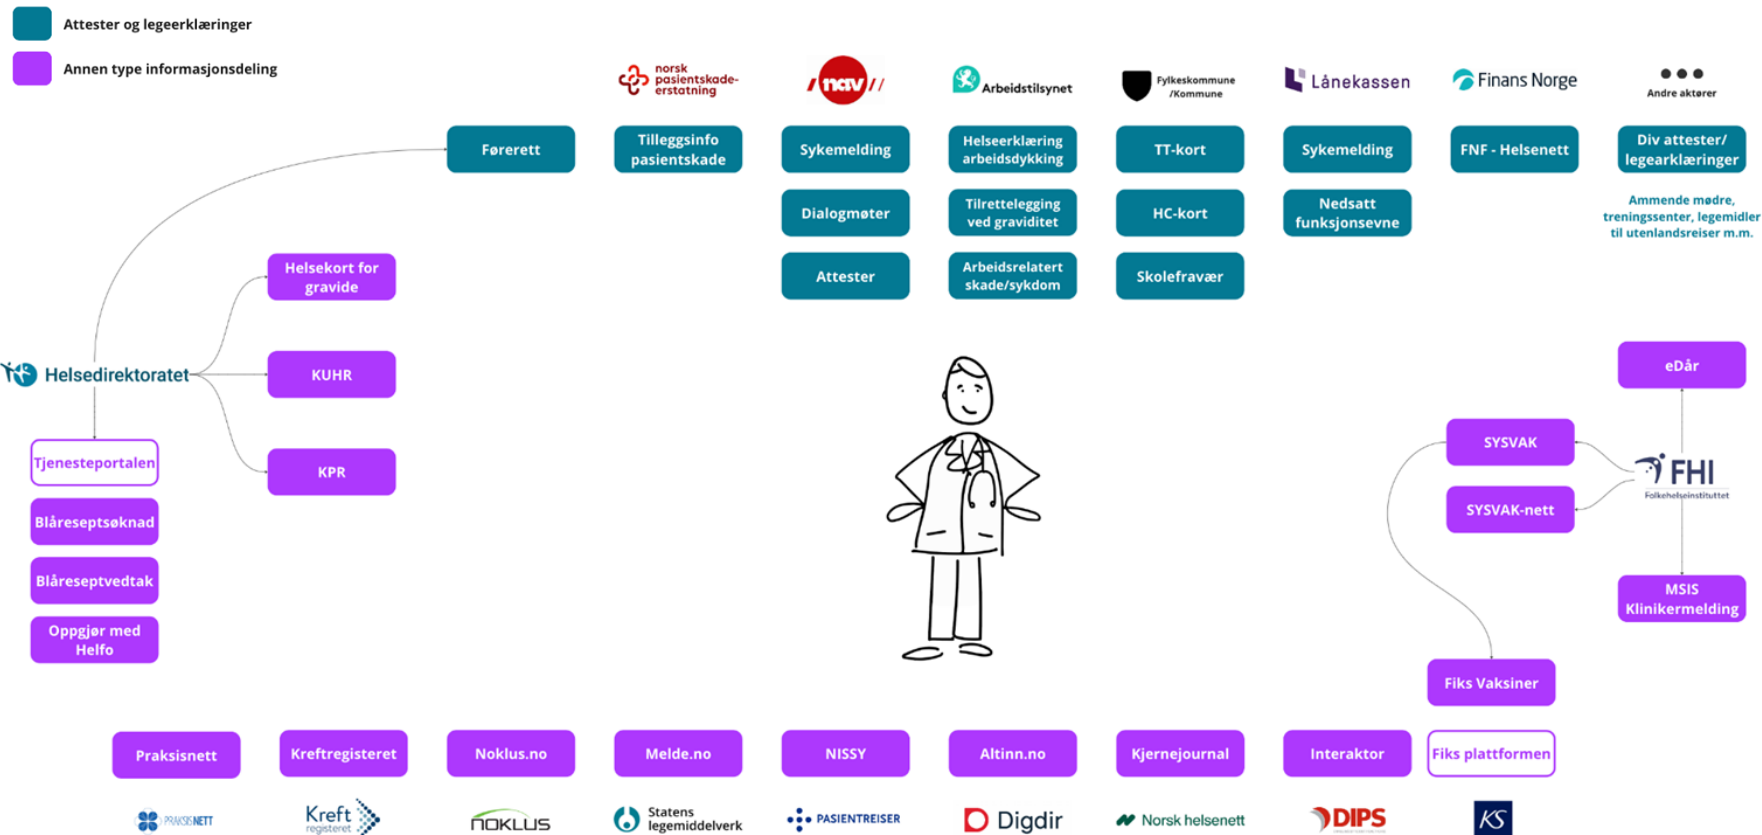 Attester og legeerklæringer
Annen type informasjonsdeling
norsk
pasientskade-
erstatning
nav
Arbeidstilsynet
Fylkeskommune
/Kommune
Lånekassen
Finans Norge
Andre aktører
Førerett
Tilleggsinfo
pasientskade
Sykemelding
Helseerklæring
arbeidsdykking
TT-kort
Sykemelding
FNF - Helsenett
Div attester/
legearklæringer
Dialogmøter
Tilrettelegging
ved graviditet
HC-kort
Nedsatt
funksjonsevne
Ammende mødre,
treningssenter, legemidler
til utenlandsreiser m.m.
Attester
Arbeidsrelatert
skade/sykdom
Skolefravær
Helsekort for
gravide
Helsedirektoratet
KUHR
KPR
Tjenesteportalen
Blåreseptsøknad
Blåreseptvedtak
Oppgjør med
Helfo
eDår
SYSVAK
FHI
Folkehelseinstituttet
SYSVAK-nett
MSIS
Klinikermelding
Fiks Vaksiner
Praksisnett
Kreftregisteret
Noklus.no
Melde.no
NISSY
Altinn.no
Kjernejournal
Interaktor
Fiks plattformen
PRAKSISNETT
Kreft
registeret
NOKLUS
Statens
legemiddelverk
PASIENTREISER
Digdir
Norsk helsenett
DIPS
KS